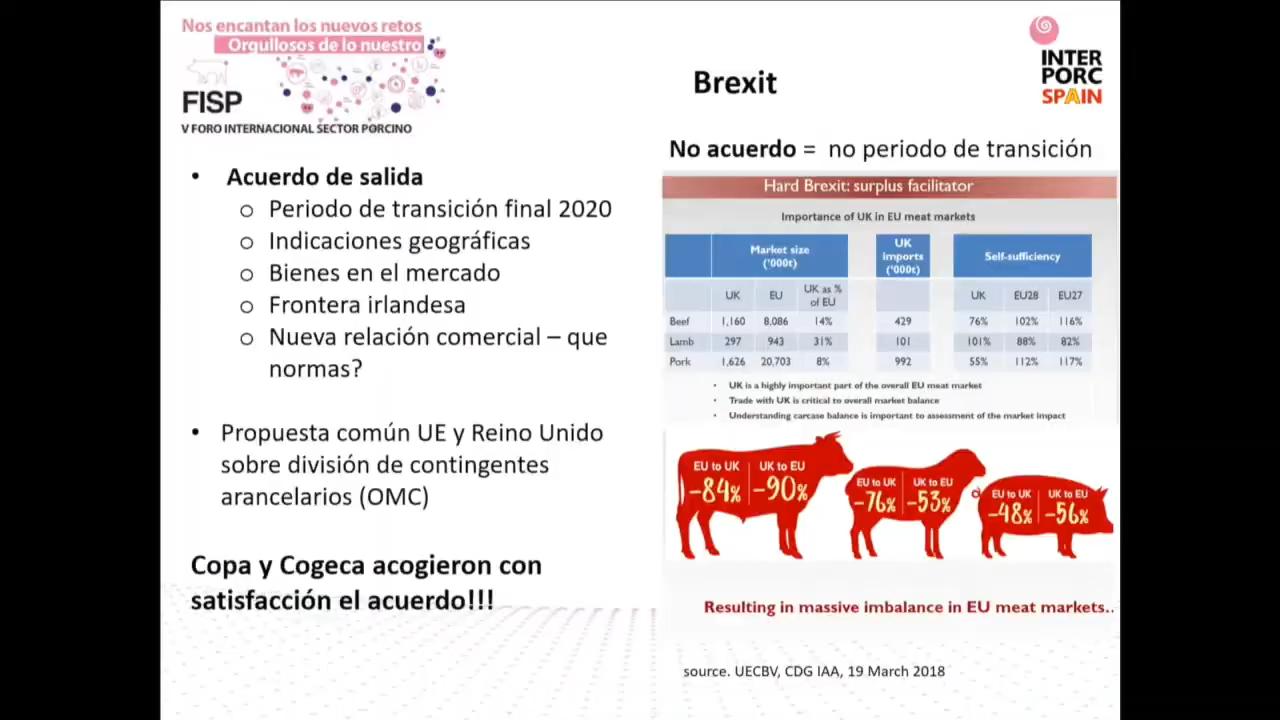 Nos encantan los nuevos retos
Orgullosos de lo nuestro
FISP
V FORO INTERNACIONAL SECTOR PORCINO
INTER
PORC
SPAIN
Brexit
• Acuerdo de salida
o Periodo de transición final 2020
o Indicaciones geográficas
o Bienes en el mercado
o Frontera irlandesa
o Nueva relación comercial – que
normas?
• Propuesta común UE y Reino Unido
sobre división de contingentes
arancelarios (OMC)
Copa y Cogeca acogieron con
satisfacción el acuerdo!!!
No acuerdo = no periodo de transición
Hard Brexit: surplus facilitator
Importance of UK in EU meat markets
Market size
('000t)
UK
imports
('000t)
Self-sufficiency
UK EU UK as %
of EU
UK EU28 EU27
Beef 1,160 8,086 14% 429 76% 102% 116%
Lamb 297 943 31% 101 101% 88% 82%
Pork 1,626 20,703 8% 992 55% 112% 117%
• UK is a highly important part of the overall EU meat market
• Trade with UK is critical to overall market balance
• Understanding carcase balance is important to assessment of the market impact
EU to UK UK to EU
-84% -90%
EU to UK UK to EU
-76% -53%
EU to UK UK to EU
-48% -56%
Resulting in massive imbalance in EU meat markets..
source. UECBV, CDG IAA, 19 March 2018